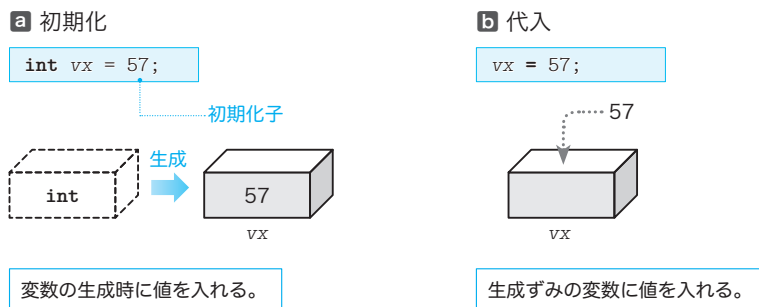 a 初期化
int vx = 57;
初期化子
int
生成
57
vx
変数の生成時に値を入れる。
b 代入
vx = 57;
57
vx
生成ずみの変数に値を入れる。